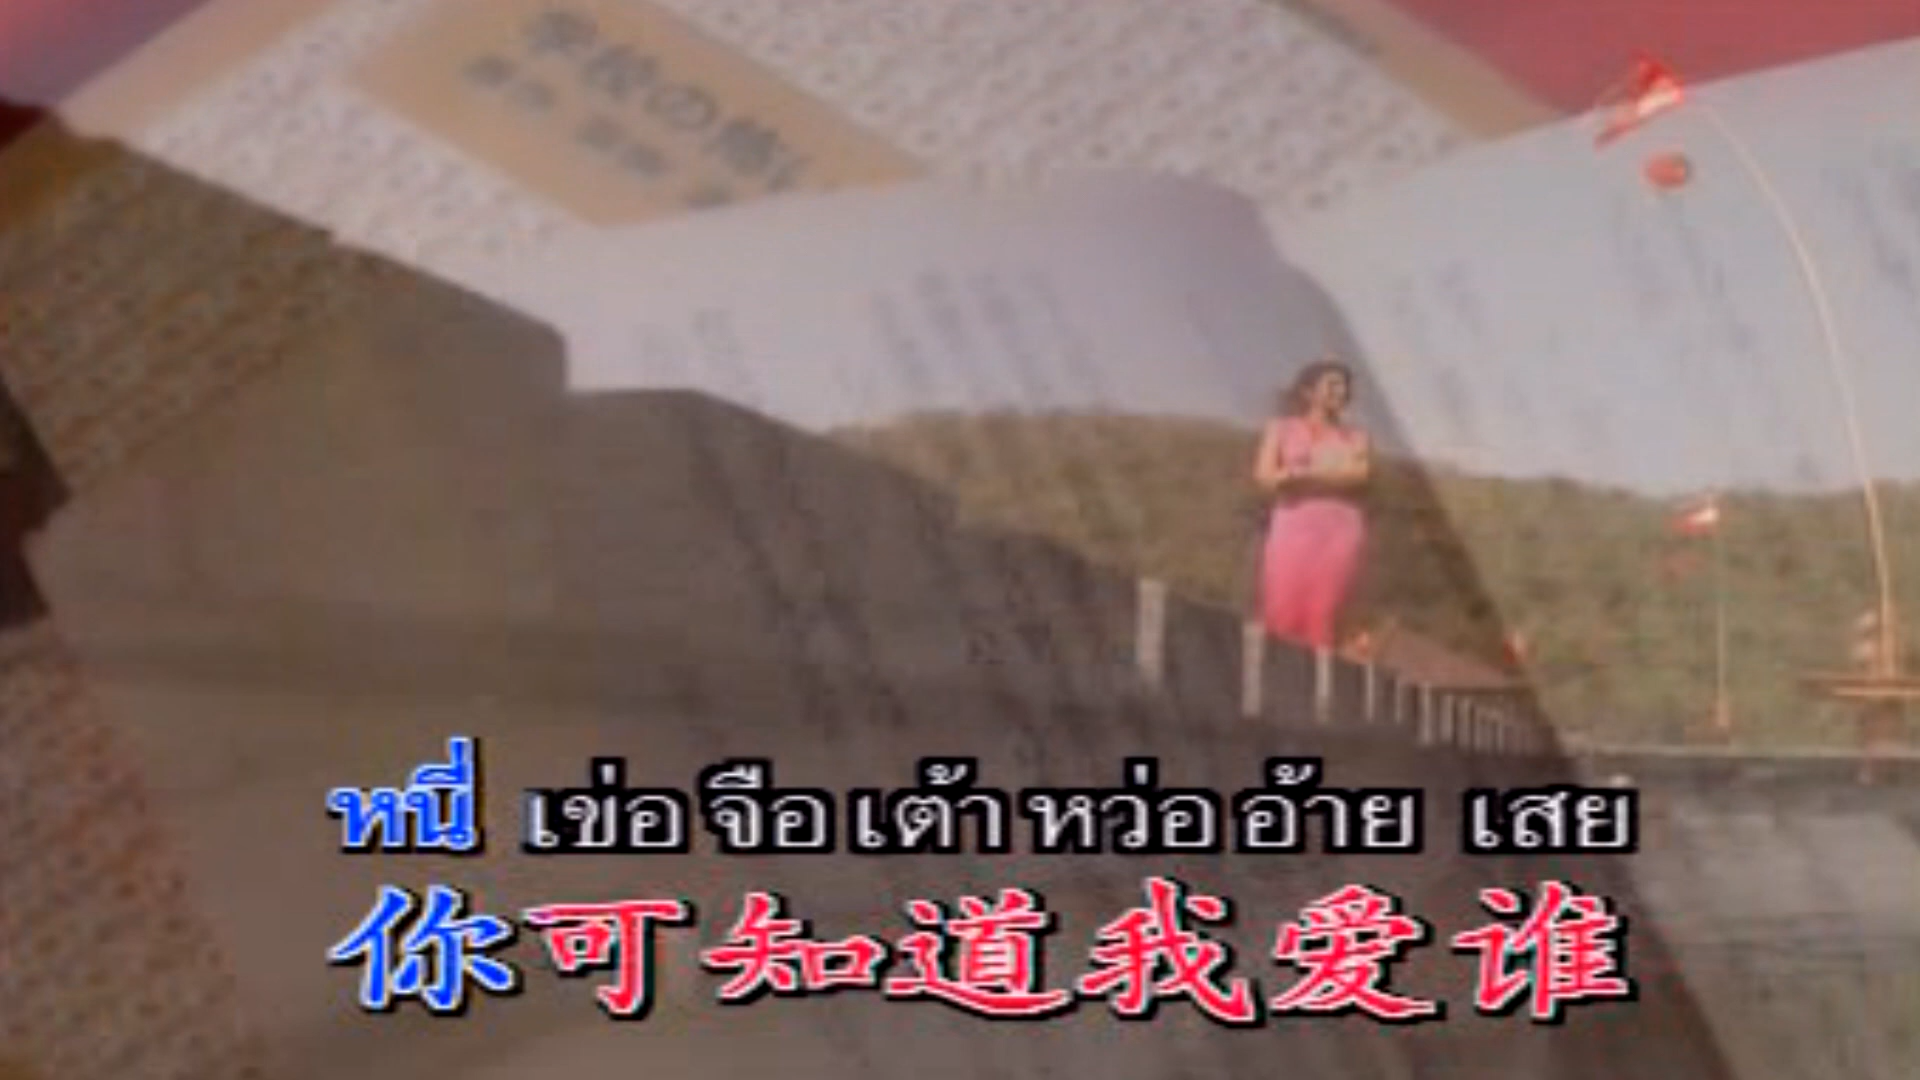 หนี่ เข่อ จือ เต้า หว่อ อ้าย เสย
你可知道我爱谁